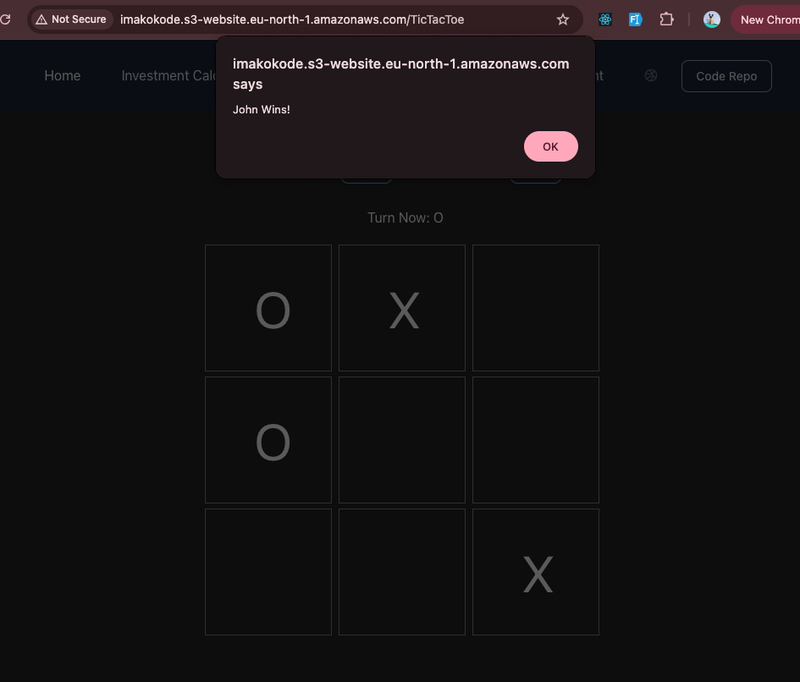 Not Secure imakokode.s3-website.eu-north-1.amazonaws.com/TicTacToe New Chrom
imakokode.s3-website.eu-north-1.amazonaws.com
says
John Wins!
OK
Home Investment Calc nt Code Repo
Turn Now: O
O X
O
X